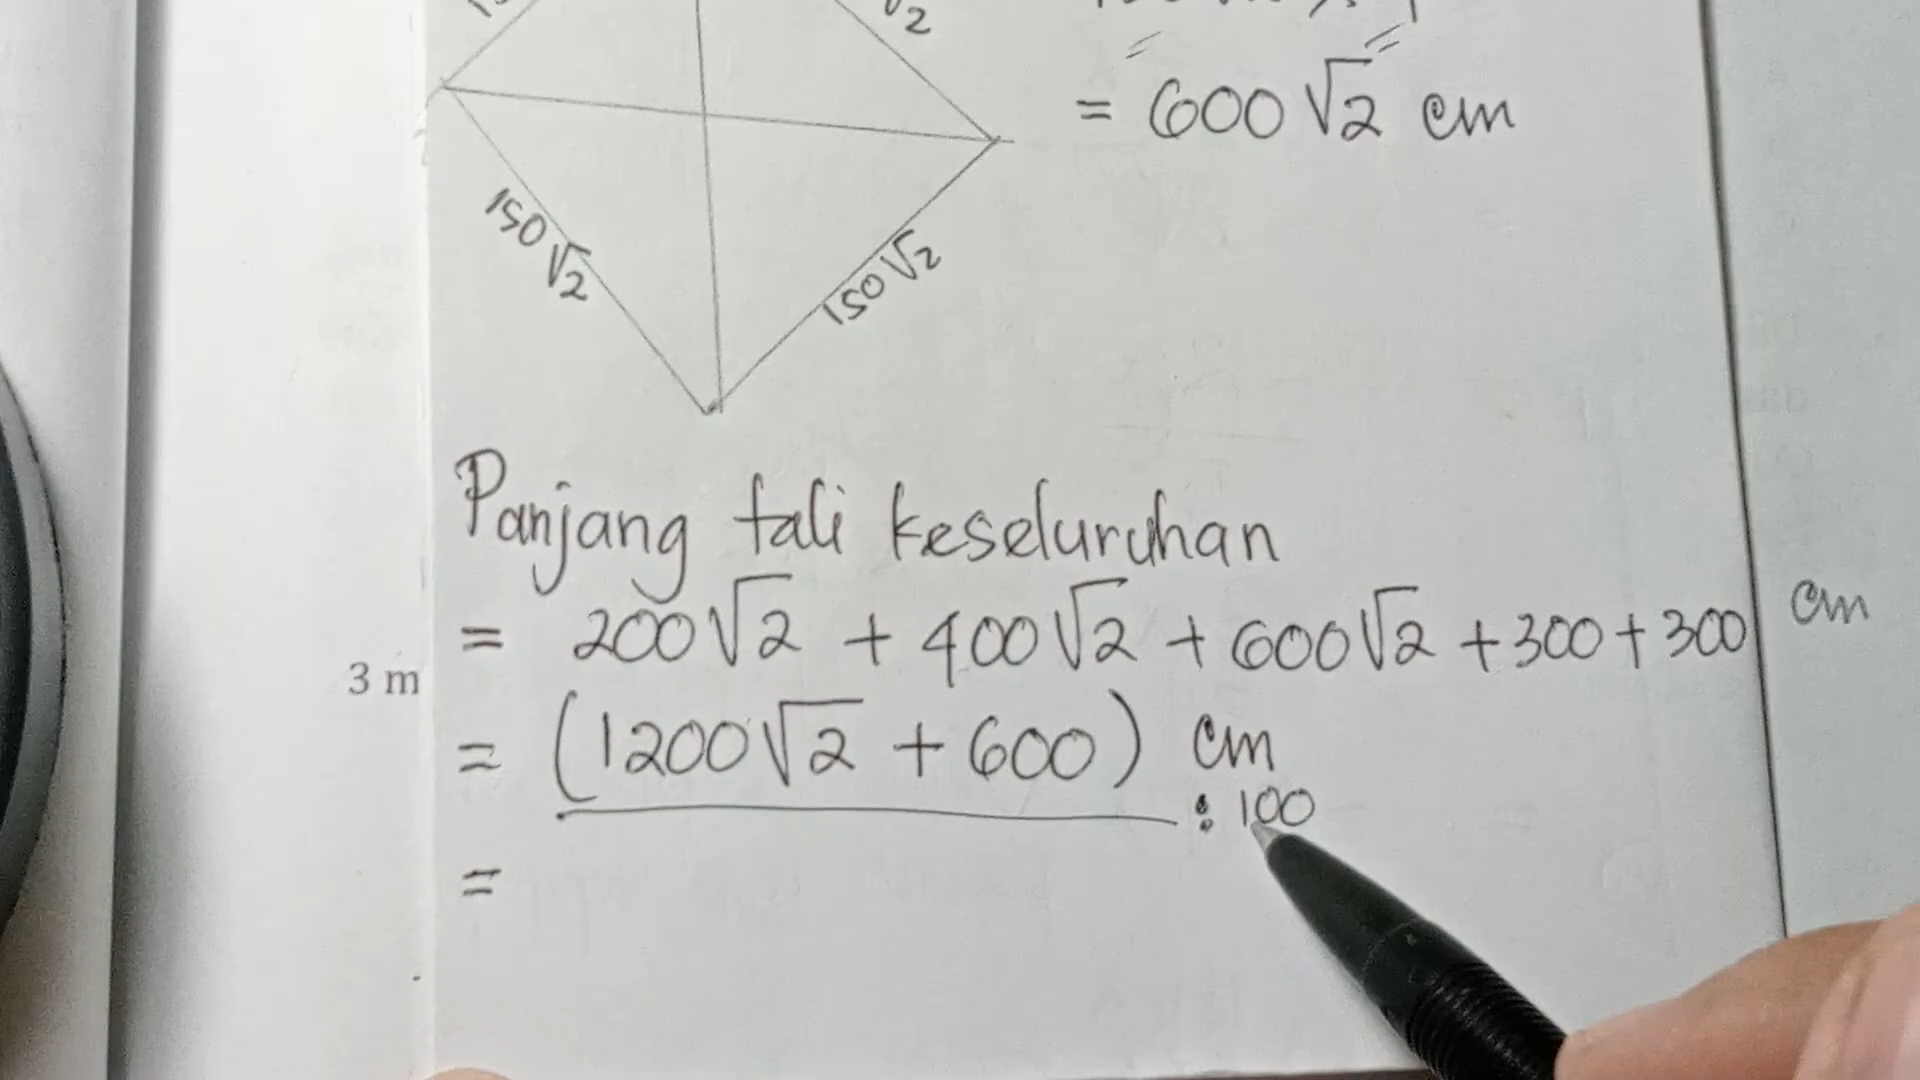 √2
= 600 √2 cm
150 √2
150 √2
Panjang tali keseluruhan
= 200√2 + 400√2 + 600√2 + 300 + 300 cm
3 m
= (1200√2 + 600) cm
: 100
=